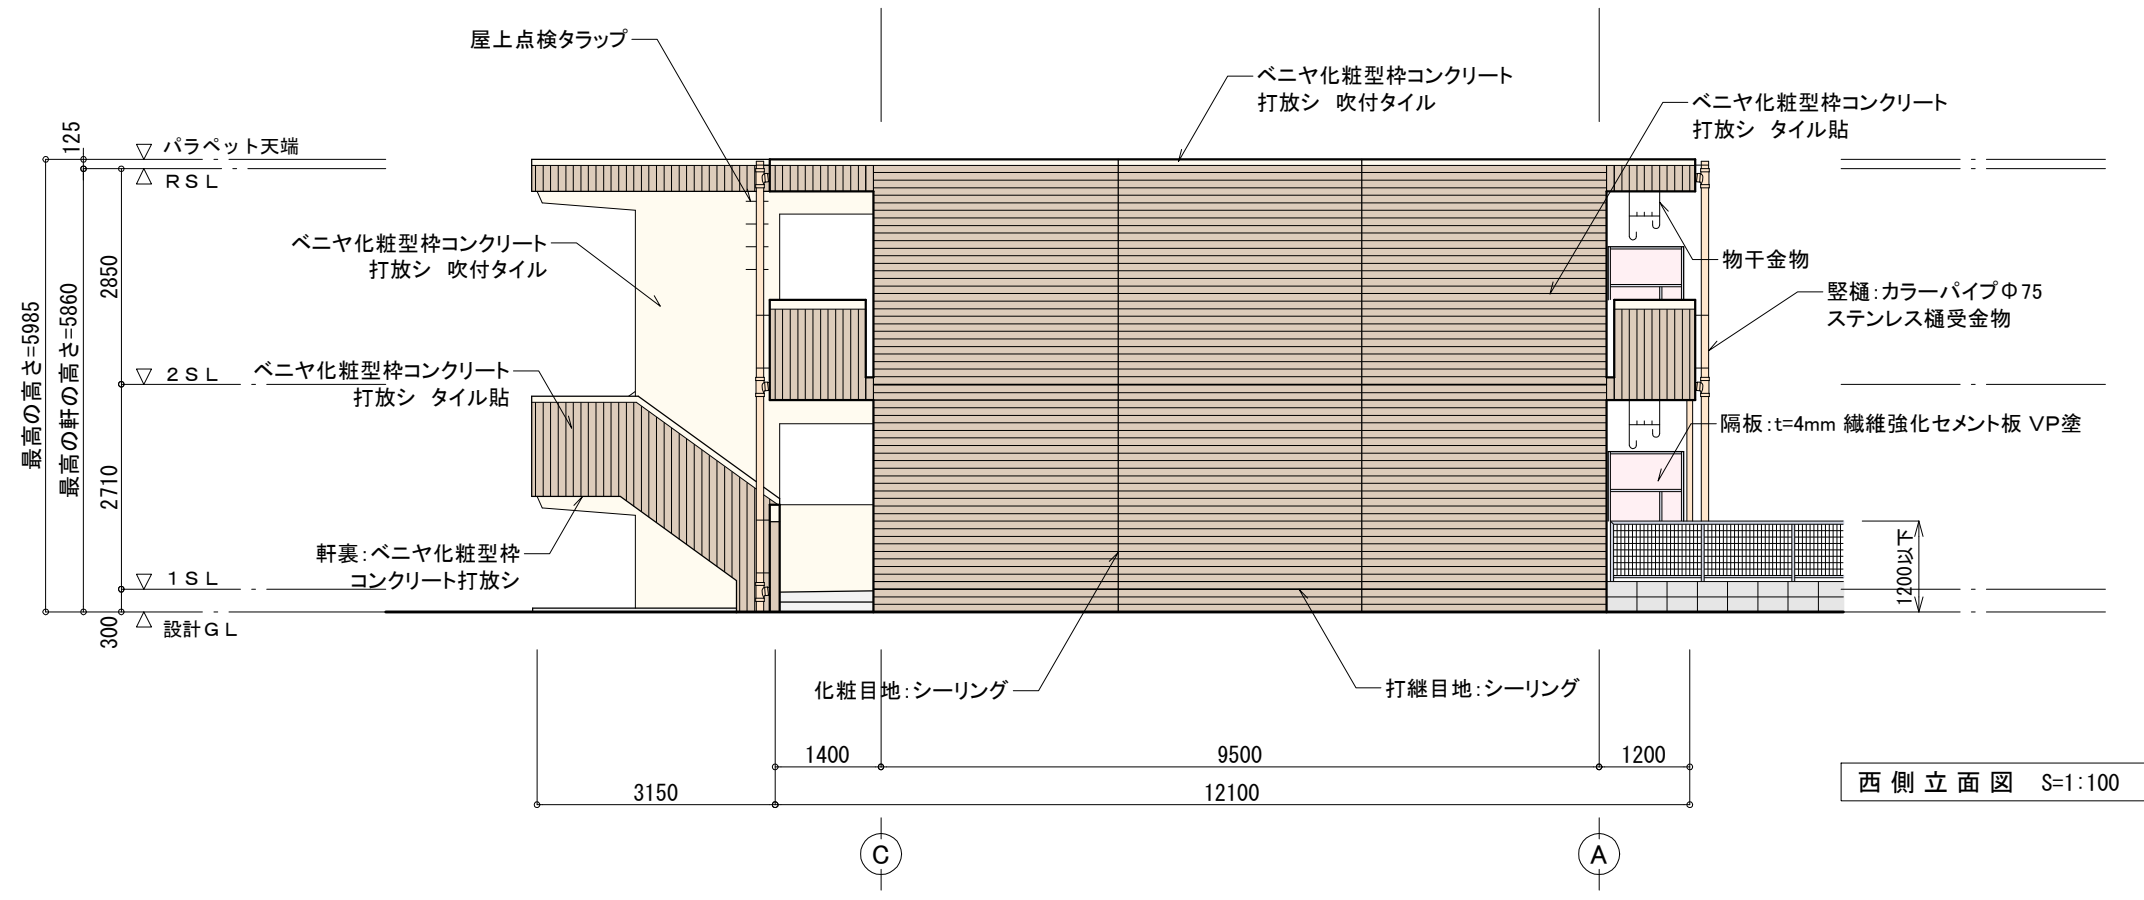 屋上点検タラップ
ベニヤ化粧型枠コンクリート
打放シ 吹付タイル
ベニヤ化粧型枠コンクリート
打放シ タイル貼
125
パラペット天端
RSL
ベニヤ化粧型枠コンクリート
打放シ 吹付タイル
物干金物
竪樋:カラーパイプΦ75
ステンレス樋受金物
2850
最高の高さ=5985
最高の軒の高さ=5860
2SL
ベニヤ化粧型枠コンクリート
打放シ タイル貼
隔板:t=4mm 繊維強化セメント板 VP塗
2710
軒裏:ベニヤ化粧型枠
コンクリート打放シ
1200以下
1SL
設計GL
300
化粧目地:シーリング
打継目地:シーリング
1400
9500
1200
3150
12100
西側立面図 S=1:100
C
A